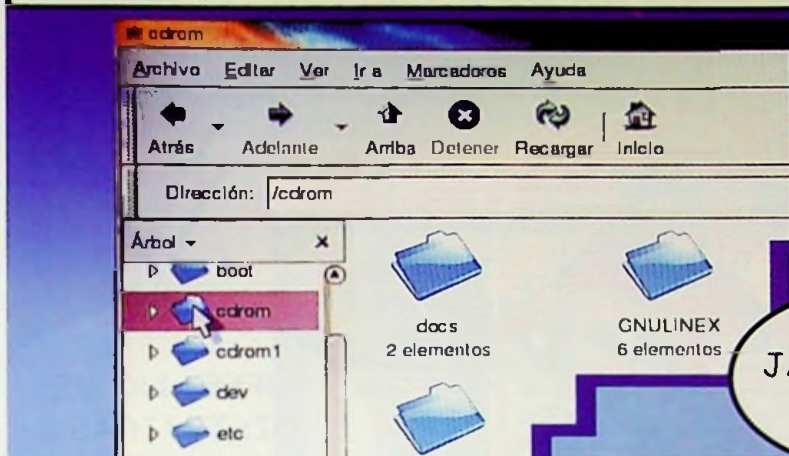 cdrom
Archivo Editar Ver Ir a Marcadores Ayuda
Atrás Adelante Arriba Detener Recargar Inicio
Dirección: /cdrom
Árbol
boot
cdrom
cdrom1
dev
etc
docs
2 elementos
GNULINEX
6 elementos